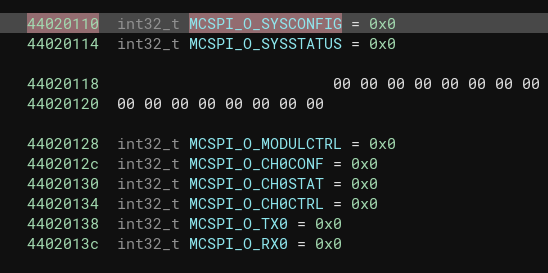 44020110  int32_t MCSPI_O_SYSCONFIG = 0x0
44020114  int32_t MCSPI_O_SYSSTATUS = 0x0
44020118                          00 00 00 00 00 00 00 00
44020120  00 00 00 00 00 00 00 00
44020128  int32_t MCSPI_O_MODULCTRL = 0x0
4402012c  int32_t MCSPI_O_CH0CONF = 0x0
44020130  int32_t MCSPI_O_CH0STAT = 0x0
44020134  int32_t MCSPI_O_CH0CTRL = 0x0
44020138  int32_t MCSPI_O_TX0 = 0x0
4402013c  int32_t MCSPI_O_RX0 = 0x0